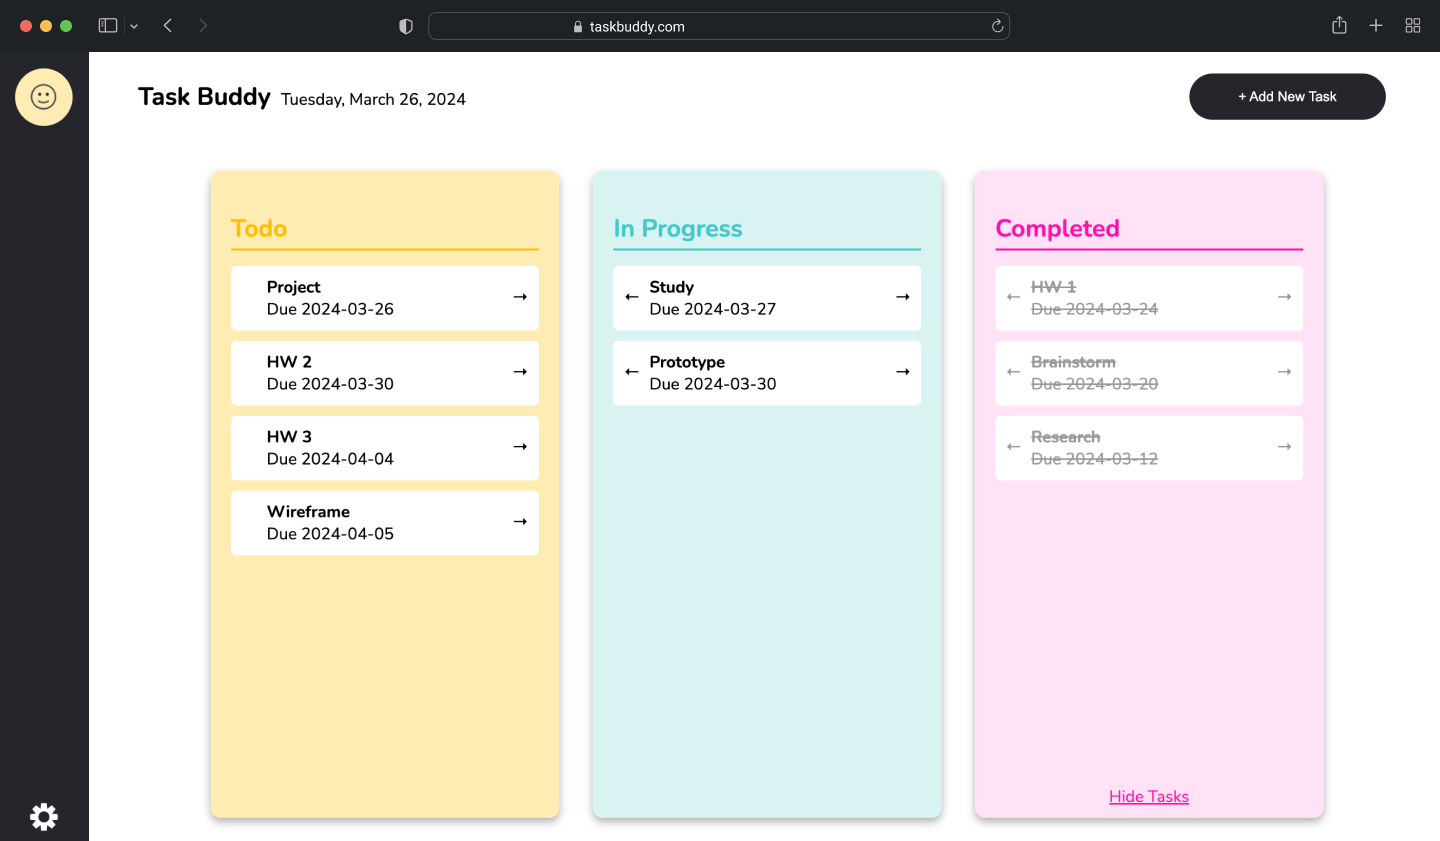 taskbuddy.com
Task Buddy Tuesday, March 26, 2024
+ Add New Task
Todo
Project
Due 2024-03-26
→
HW 2
Due 2024-03-30
→
HW 3
Due 2024-04-04
→
Wireframe
Due 2024-04-05
→
In Progress
←
Study
Due 2024-03-27
→
←
Prototype
Due 2024-03-30
→
Completed
←
HW 1
Due 2024-03-24
→
←
Brainstorm
Due 2024-03-20
→
←
Research
Due 2024-03-12
→
Hide Tasks